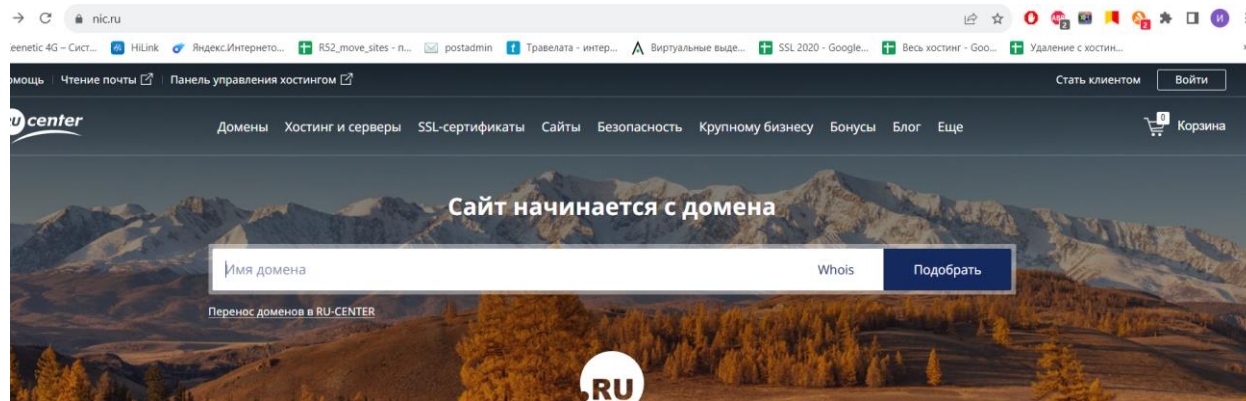 nic.ru
eenetic 4G – Сист... HiLink Яндекс.Интернето... R52_move_sites - п... postadmin Травелата - интер... Виртуальные выде... SSL 2020 - Google... Весь хостинг - Goo... Удаление с хостин...
омощь Чтение почты Панель управления хостингом Стать клиентом Войти
center Домены Хостинг и серверы SSL-сертификаты Сайты Безопасность Крупному бизнесу Бонусы Блог Еще 0 Корзина
Сайт начинается с домена
Имя домена Whois Подобрать
Перенос доменов в RU-CENTER
.RU